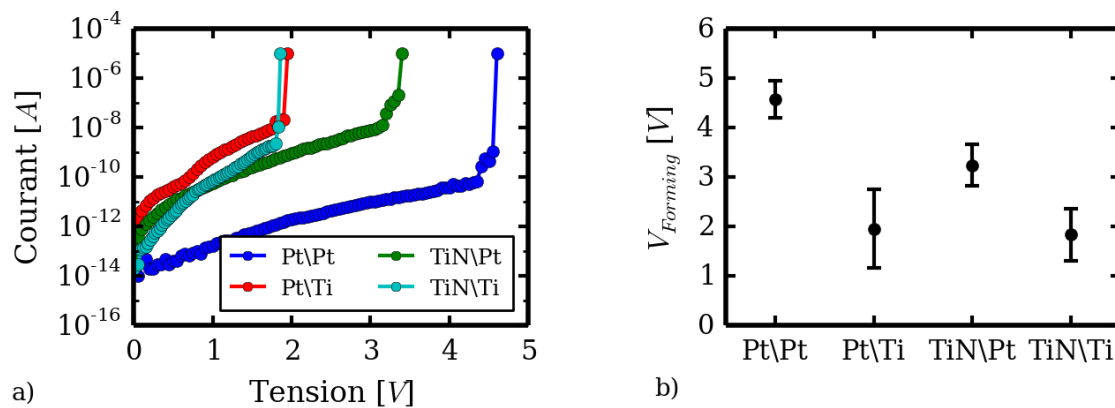 10⁻⁴
10⁻⁶
10⁻⁸
10⁻¹⁰
10⁻¹²
10⁻¹⁴
10⁻¹⁶
Courant [A]
Pt\Pt
TiN\Pt
Pt\Ti
TiN\Ti
0 1 2 3 4 5
Tension [V]
a)
6
5
4
3
2
1
0
V_Forming [V]
Pt\Pt Pt\Ti TiN\Pt TiN\Ti
b)